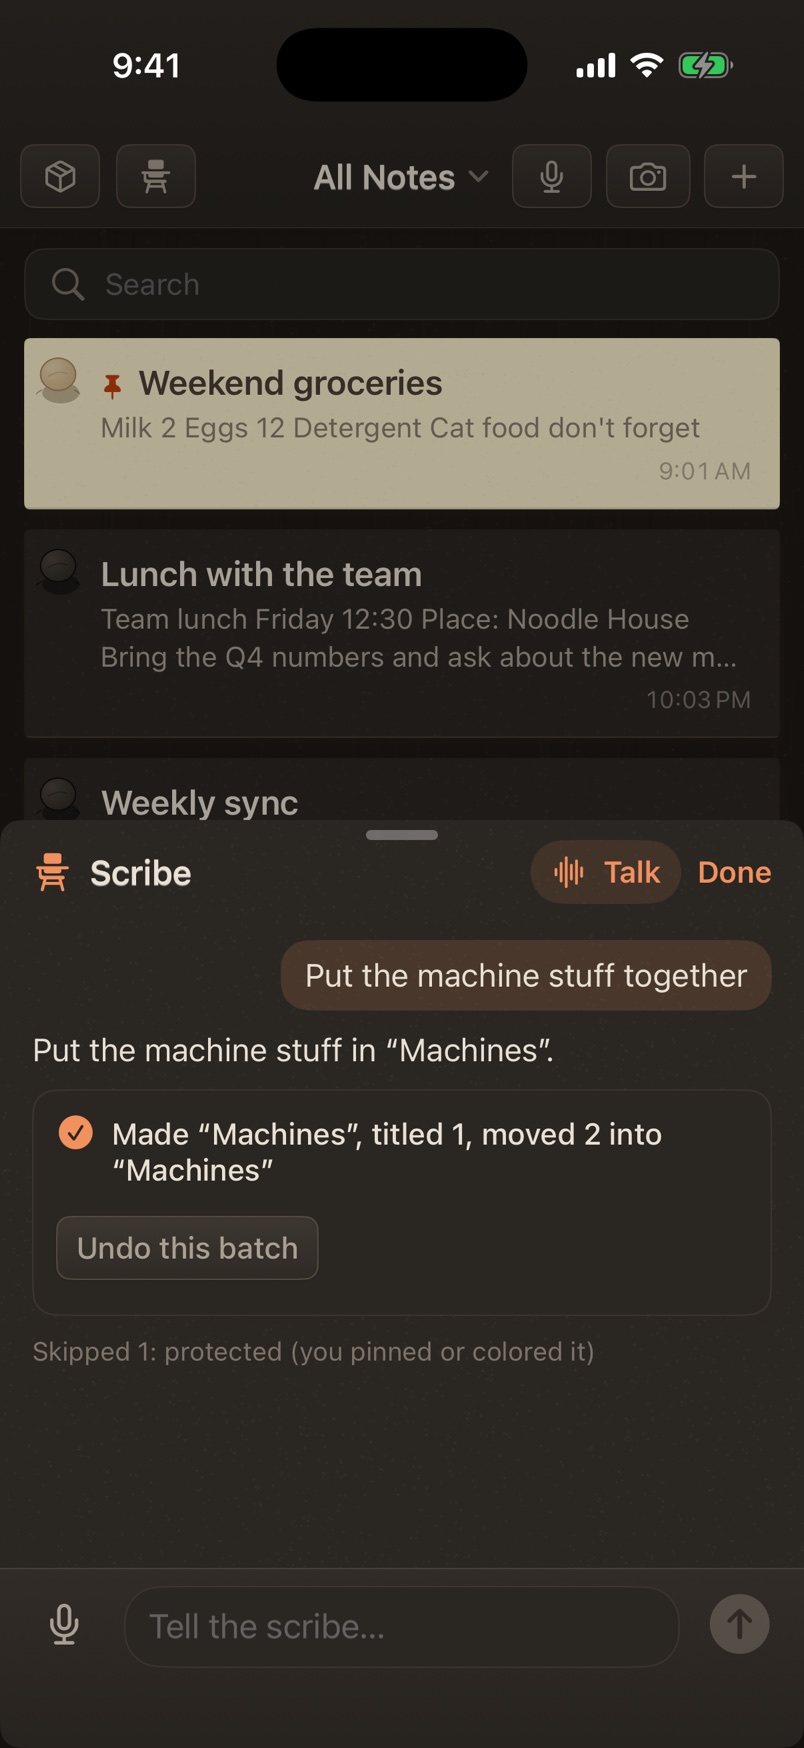 9:41
All Notes
Search
Weekend groceries
Milk 2 Eggs 12 Detergent Cat food don't forget
9:01 AM
Lunch with the team
Team lunch Friday 12:30 Place: Noodle House
Bring the Q4 numbers and ask about the new m...
10:03 PM
Weekly sync
Scribe
Talk
Done
Put the machine stuff together
Put the machine stuff in “Machines”.
Made “Machines”, titled 1, moved 2 into
“Machines”
Undo this batch
Skipped 1: protected (you pinned or colored it)
Tell the scribe...